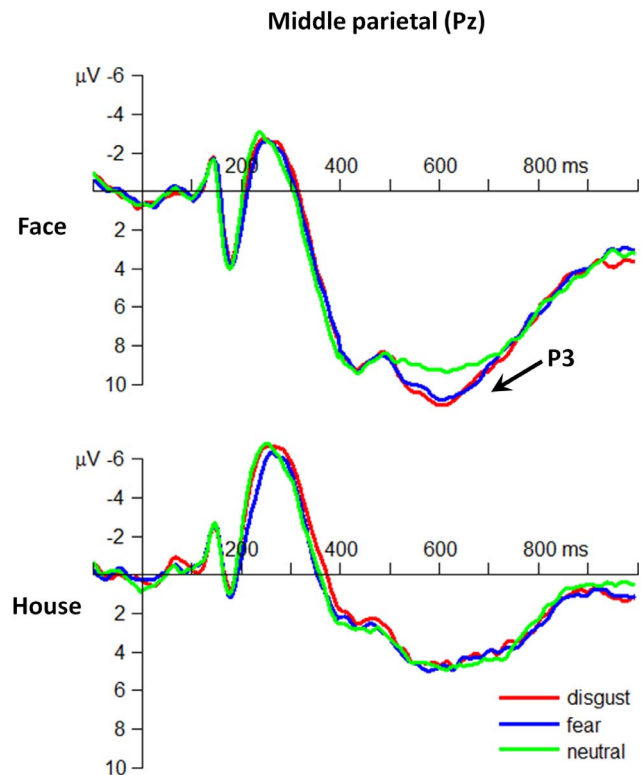 Middle parietal (Pz)
μV -6
-4
-2
200 400 600 800 ms
Face
2
4
6
8
10
P3
μV -6
-4
-2
200 400 600 800 ms
House
2
4
6
8
10
disgust
fear
neutral